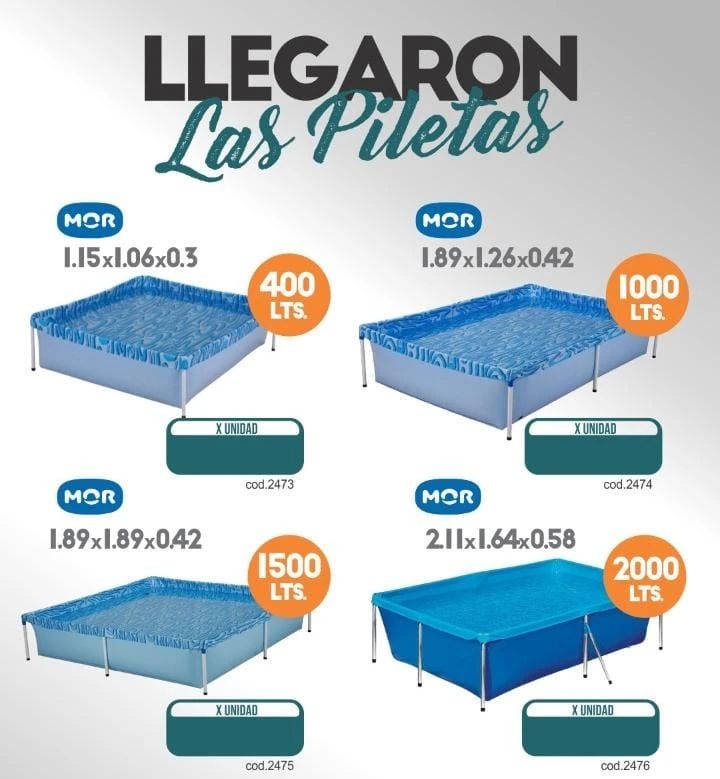 LLEGARON
Las Piletas
MOR
1.15x1.06x0.3
400
LTS.
X UNIDAD
cod.2473
MOR
1.89x1.26x0.42
1000
LTS.
X UNIDAD
cod.2474
MOR
1.89x1.89x0.42
1500
LTS.
X UNIDAD
cod.2475
MOR
2.11x1.64x0.58
2000
LTS.
X UNIDAD
cod.2476